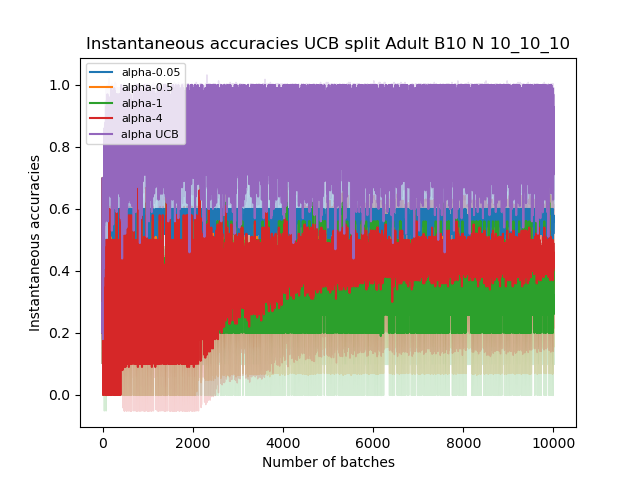 Instantaneous accuracies UCB split Adult B10 N 10_10_10
1.0
0.8
0.6
0.4
0.2
0.0
Instantaneous accuracies
alpha-0.05
alpha-0.5
alpha-1
alpha-4
alpha UCB
0 2000 4000 6000 8000 10000
Number of batches